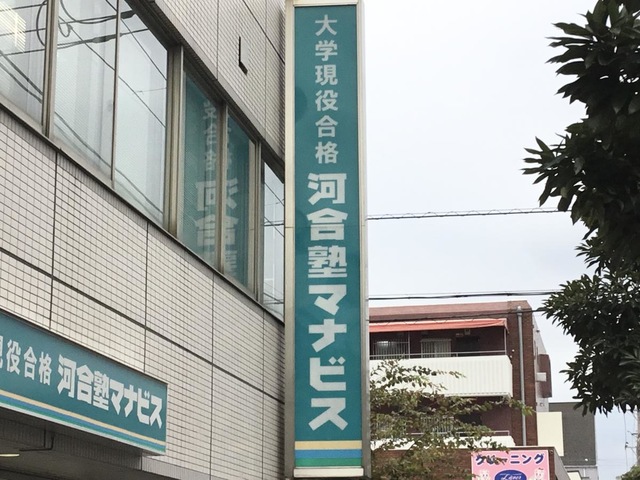 大学現役合格 河合塾マナビス
現役合格 河合塾マナビス
クリーニング